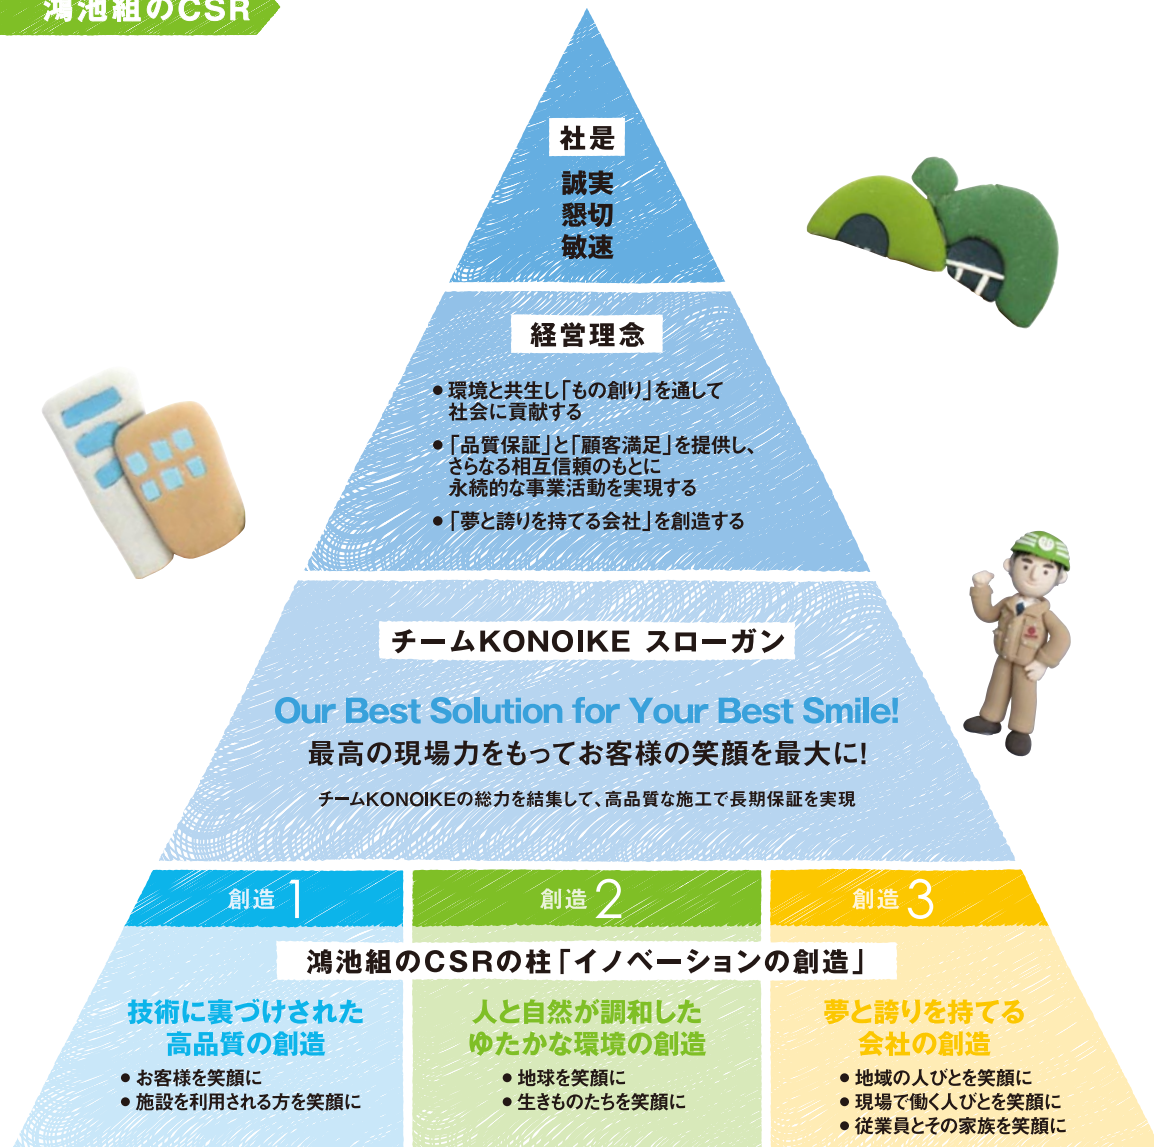 鴻池組のCSR
社是
誠実
懇切
敏速
経営理念
●環境と共生し「もの創り」を通して
社会に貢献する
●「品質保証」と「顧客満足」を提供し、
さらなる相互信頼のもとに
永続的な事業活動を実現する
●「夢と誇りを持てる会社」を創造する
チームKONOIKE スローガン
Our Best Solution for Your Best Smile!
最高の現場力をもってお客様の笑顔を最大に!
チームKONOIKEの総力を結集して、高品質な施工で長期保証を実現
創造1
創造2
創造3
鴻池組のCSRの柱「イノベーションの創造」
技術に裏づけされた
高品質の創造
●お客様を笑顔に
●施設を利用される方を笑顔に
人と自然が調和した
ゆたかな環境の創造
●地球を笑顔に
●生きものたちを笑顔に
夢と誇りを持てる
会社の創造
●地域の人びとを笑顔に
●現場で働く人びとを笑顔に
●従業員とその家族を笑顔に